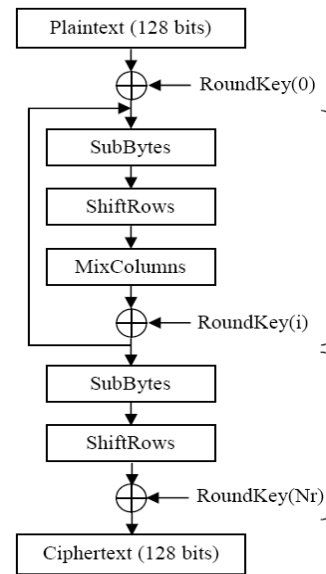 Plaintext (128 bits)
RoundKey(0)
SubBytes
ShiftRows
MixColumns
RoundKey(i)
SubBytes
ShiftRows
RoundKey(Nr)
Ciphertext (128 bits)